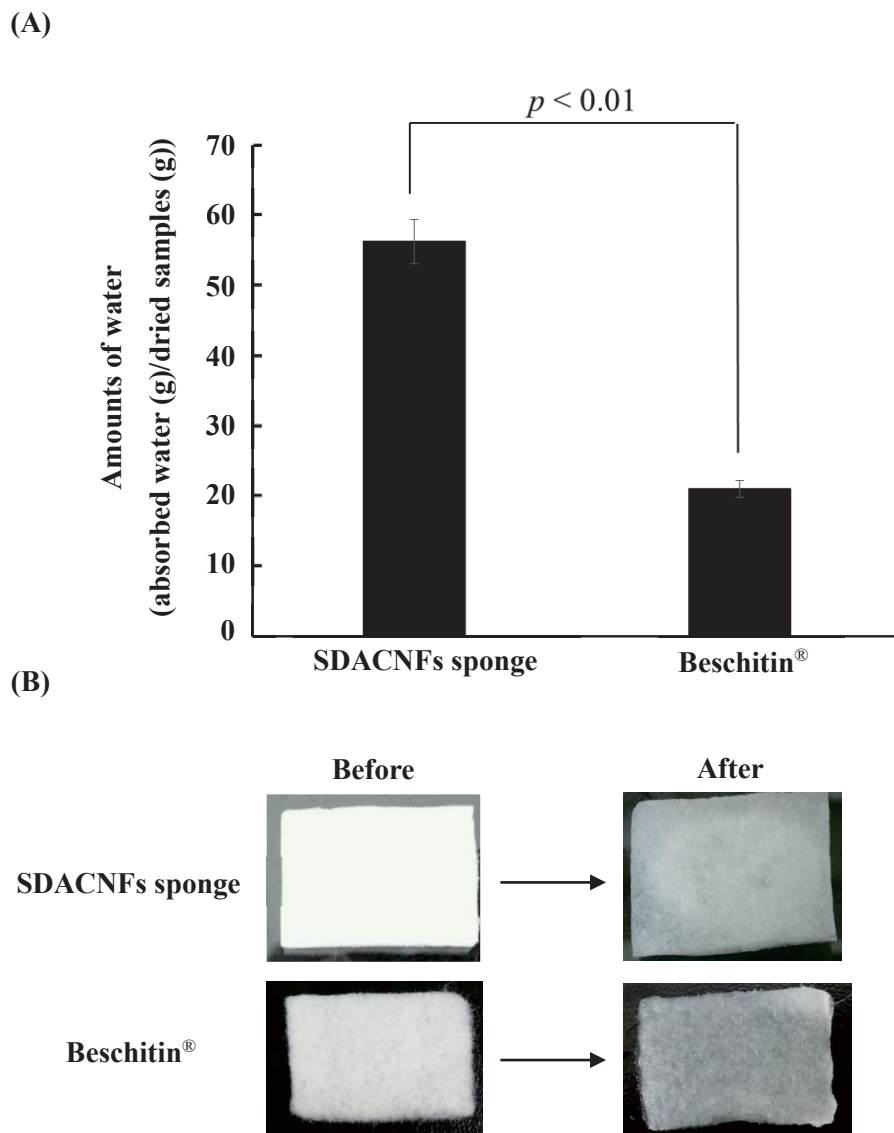 (A)
p < 0.01
Amounts of water
(absorbed water (g)/dried samples (g))
70
60
50
40
30
20
10
0
SDACNFs sponge
Beschitin®
(B)
Before
After
SDACNFs sponge
Beschitin®